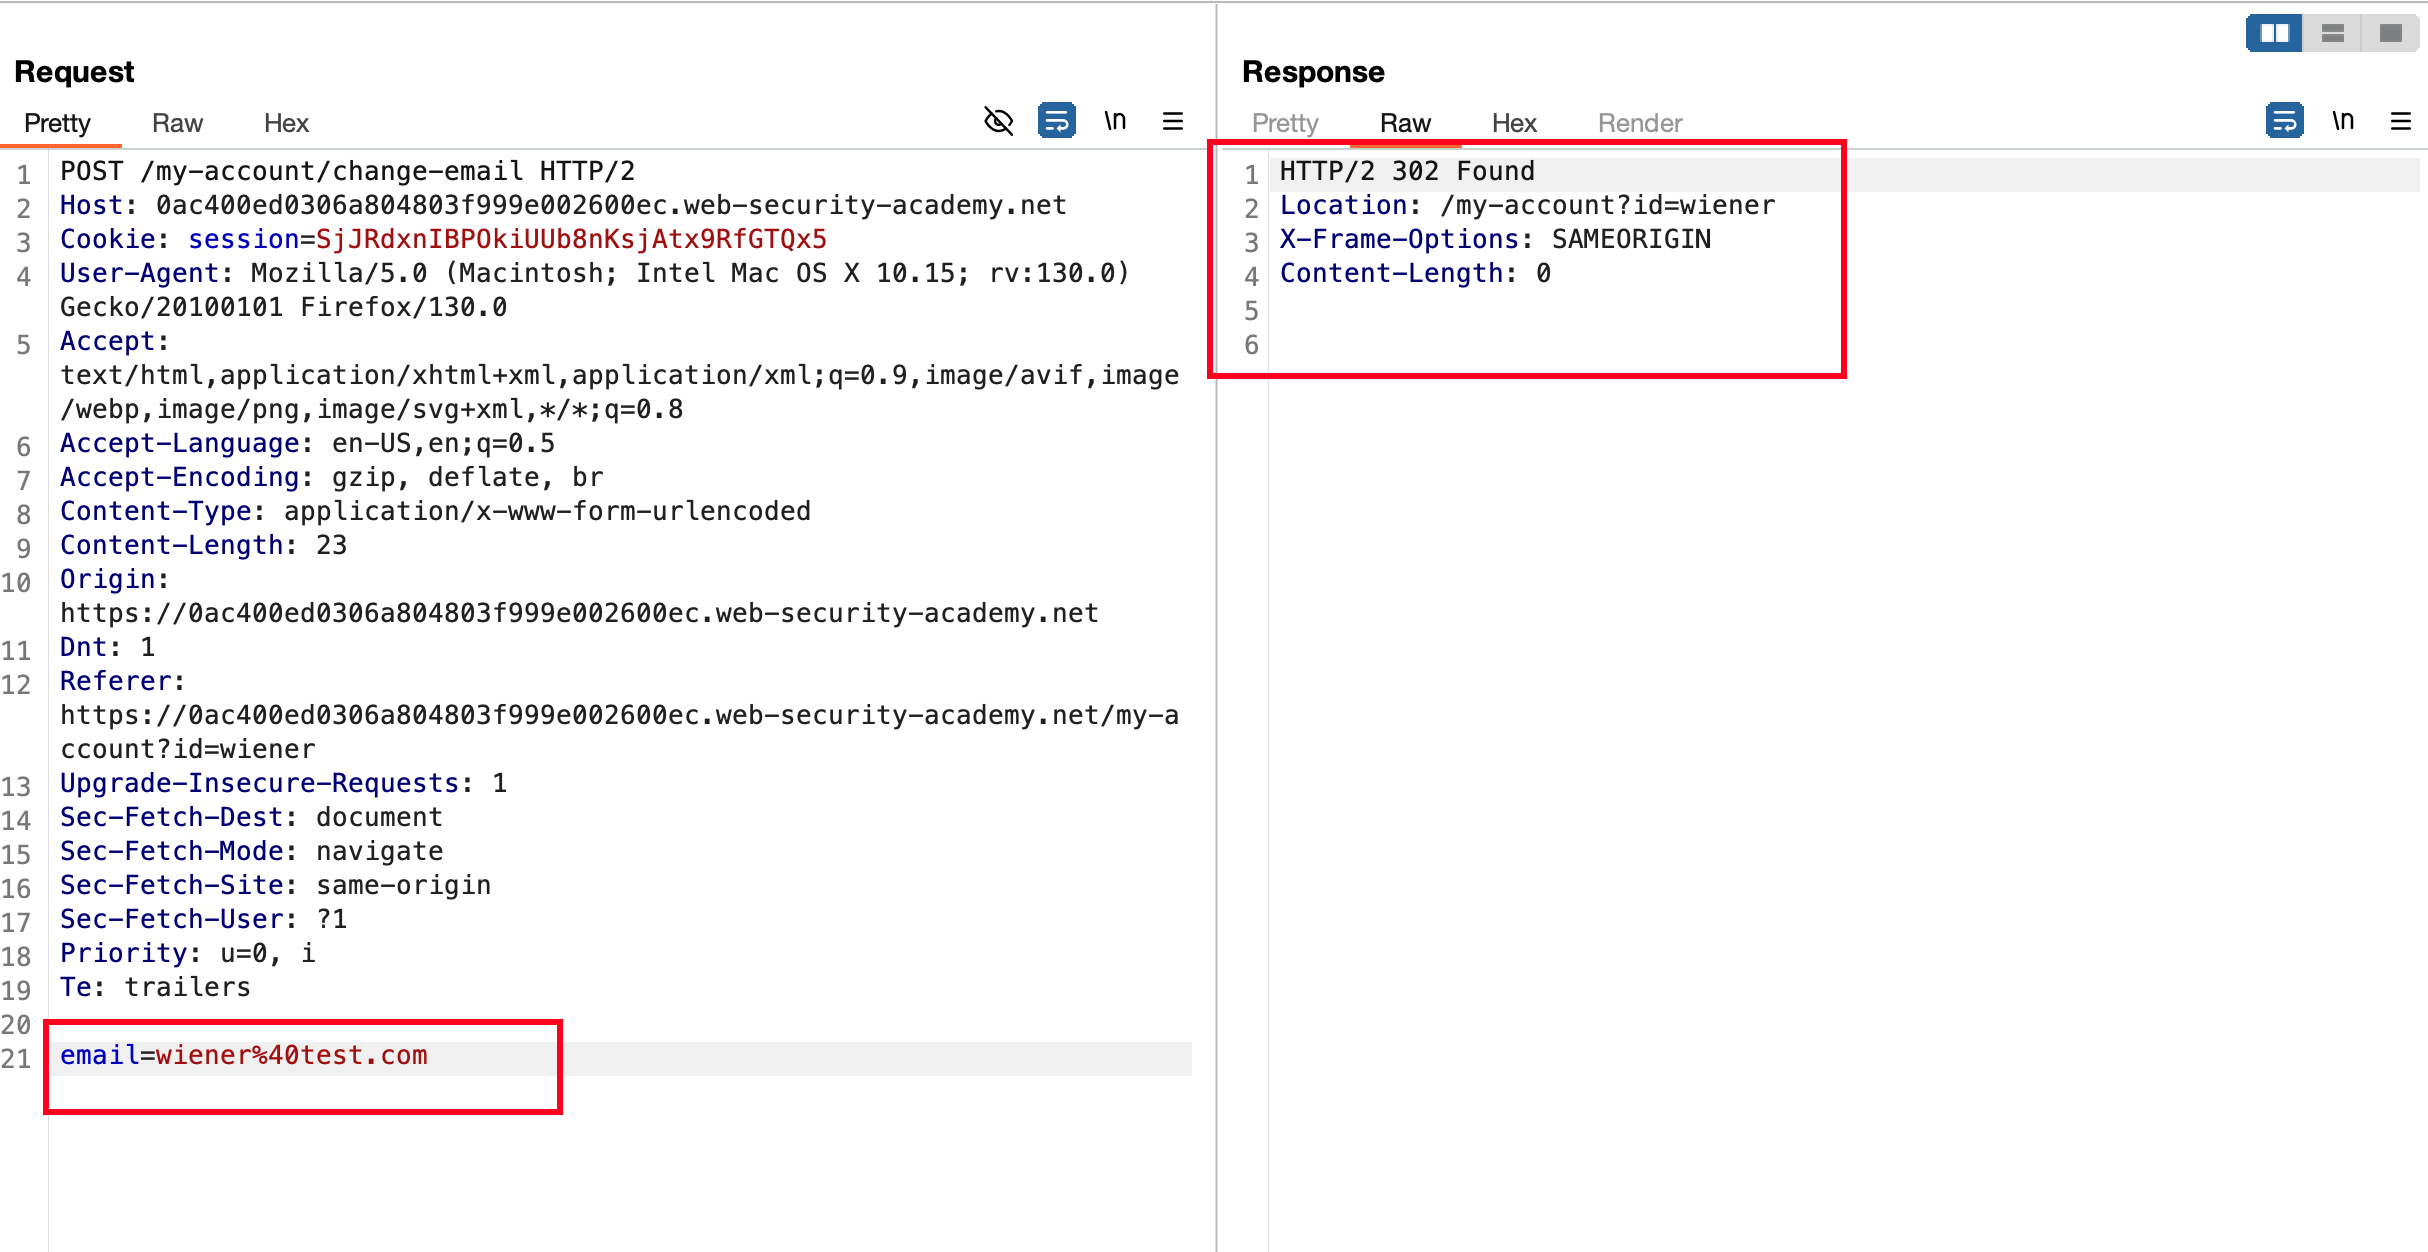 Request
Pretty Raw Hex \n
1 POST /my-account/change-email HTTP/2
2 Host: 0ac400ed0306a804803f999e002600ec.web-security-academy.net
3 Cookie: session=SjJRdxnIBPOkiUUb8nKsjAtx9RfGTQx5
4 User-Agent: Mozilla/5.0 (Macintosh; Intel Mac OS X 10.15; rv:130.0)
Gecko/20100101 Firefox/130.0
5 Accept:
text/html,application/xhtml+xml,application/xml;q=0.9,image/avif,image
/webp,image/png,image/svg+xml,*/*;q=0.8
6 Accept-Language: en-US,en;q=0.5
7 Accept-Encoding: gzip, deflate, br
8 Content-Type: application/x-www-form-urlencoded
9 Content-Length: 23
10 Origin:
https://0ac400ed0306a804803f999e002600ec.web-security-academy.net
11 Dnt: 1
12 Referer:
https://0ac400ed0306a804803f999e002600ec.web-security-academy.net/my-a
ccount?id=wiener
13 Upgrade-Insecure-Requests: 1
14 Sec-Fetch-Dest: document
15 Sec-Fetch-Mode: navigate
16 Sec-Fetch-Site: same-origin
17 Sec-Fetch-User: ?1
18 Priority: u=0, i
19 Te: trailers
20
21 email=wiener%40test.com
Response
Pretty Raw Hex Render \n
1 HTTP/2 302 Found
2 Location: /my-account?id=wiener
3 X-Frame-Options: SAMEORIGIN
4 Content-Length: 0
5
6